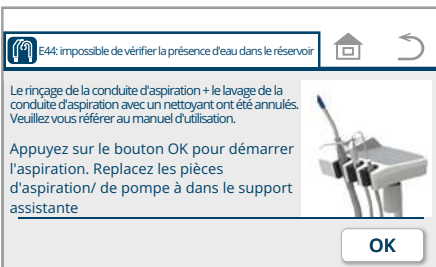 E44: impossible de vérifier la présence d'eau dans le réservoir
Le rinçage de la conduite d'aspiration + le lavage de la
conduite d'aspiration avec un nettoyant ont été annulés.
Veuillez vous référer au manuel d'utilisation.
Appuyez sur le bouton OK pour démarrer
l'aspiration. Replacez les pièces
d'aspiration/ de pompe à dans le support
assistante
OK